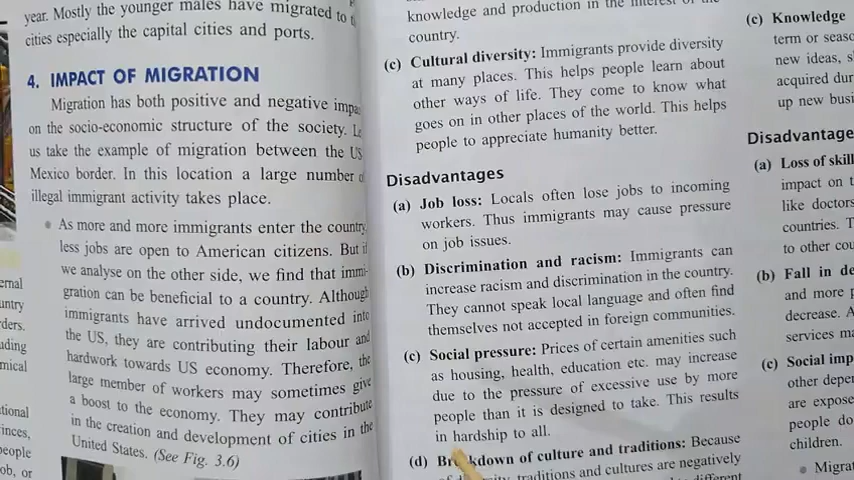 year. Mostly the younger males have migrated to
cities especially the capital cities and ports.
4. IMPACT OF MIGRATION
Migration has both positive and negative
on the socio-economic structure of the society.
us take the example of migration between the US
Mexico border. In this location a large number
illegal immigrant activity takes place.
• As more and more immigrants enter the country,
less jobs are open to American citizens. But if
we analyse on the other side, we find that immi-
gration can be beneficial to a country. Although
immigrants have arrived undocumented into
the US, they are contributing their labour and
hardwork towards US economy. Therefore, the
large member of workers may sometimes give
a boost to the economy. They may contribute
in the creation and development of cities in the
United States. (See Fig. 3.6)
knowledge and production in the interest of the
country.
(c) Cultural diversity: Immigrants provide diversity
at many places. This helps people learn about
other ways of life. They come to know what
goes on in other places of the world. This helps
people to appreciate humanity better.
Disadvantages
(a) Job loss: Locals often lose jobs to incoming
workers. Thus immigrants may cause pressure
on job issues.
(b) Discrimination and racism: Immigrants can
increase racism and discrimination in the country.
They cannot speak local language and often find
themselves not accepted in foreign communities.
(c) Social pressure: Prices of certain amenities such
as housing, health, education etc. may increase
due to the pressure of excessive use by more
people than it is designed to take. This results
in hardship to all.
(d) Breakdown of culture and traditions: Because
traditions and cultures are negatively
different
(c) Knowledge
term or
new ideas,
acquired
up new
Disadvantage
(a) Loss of
impact on
like doctors
countries.
to other
(b) Fall in
and more
decrease.
services
(c) Social
other
are
people do
children.
•